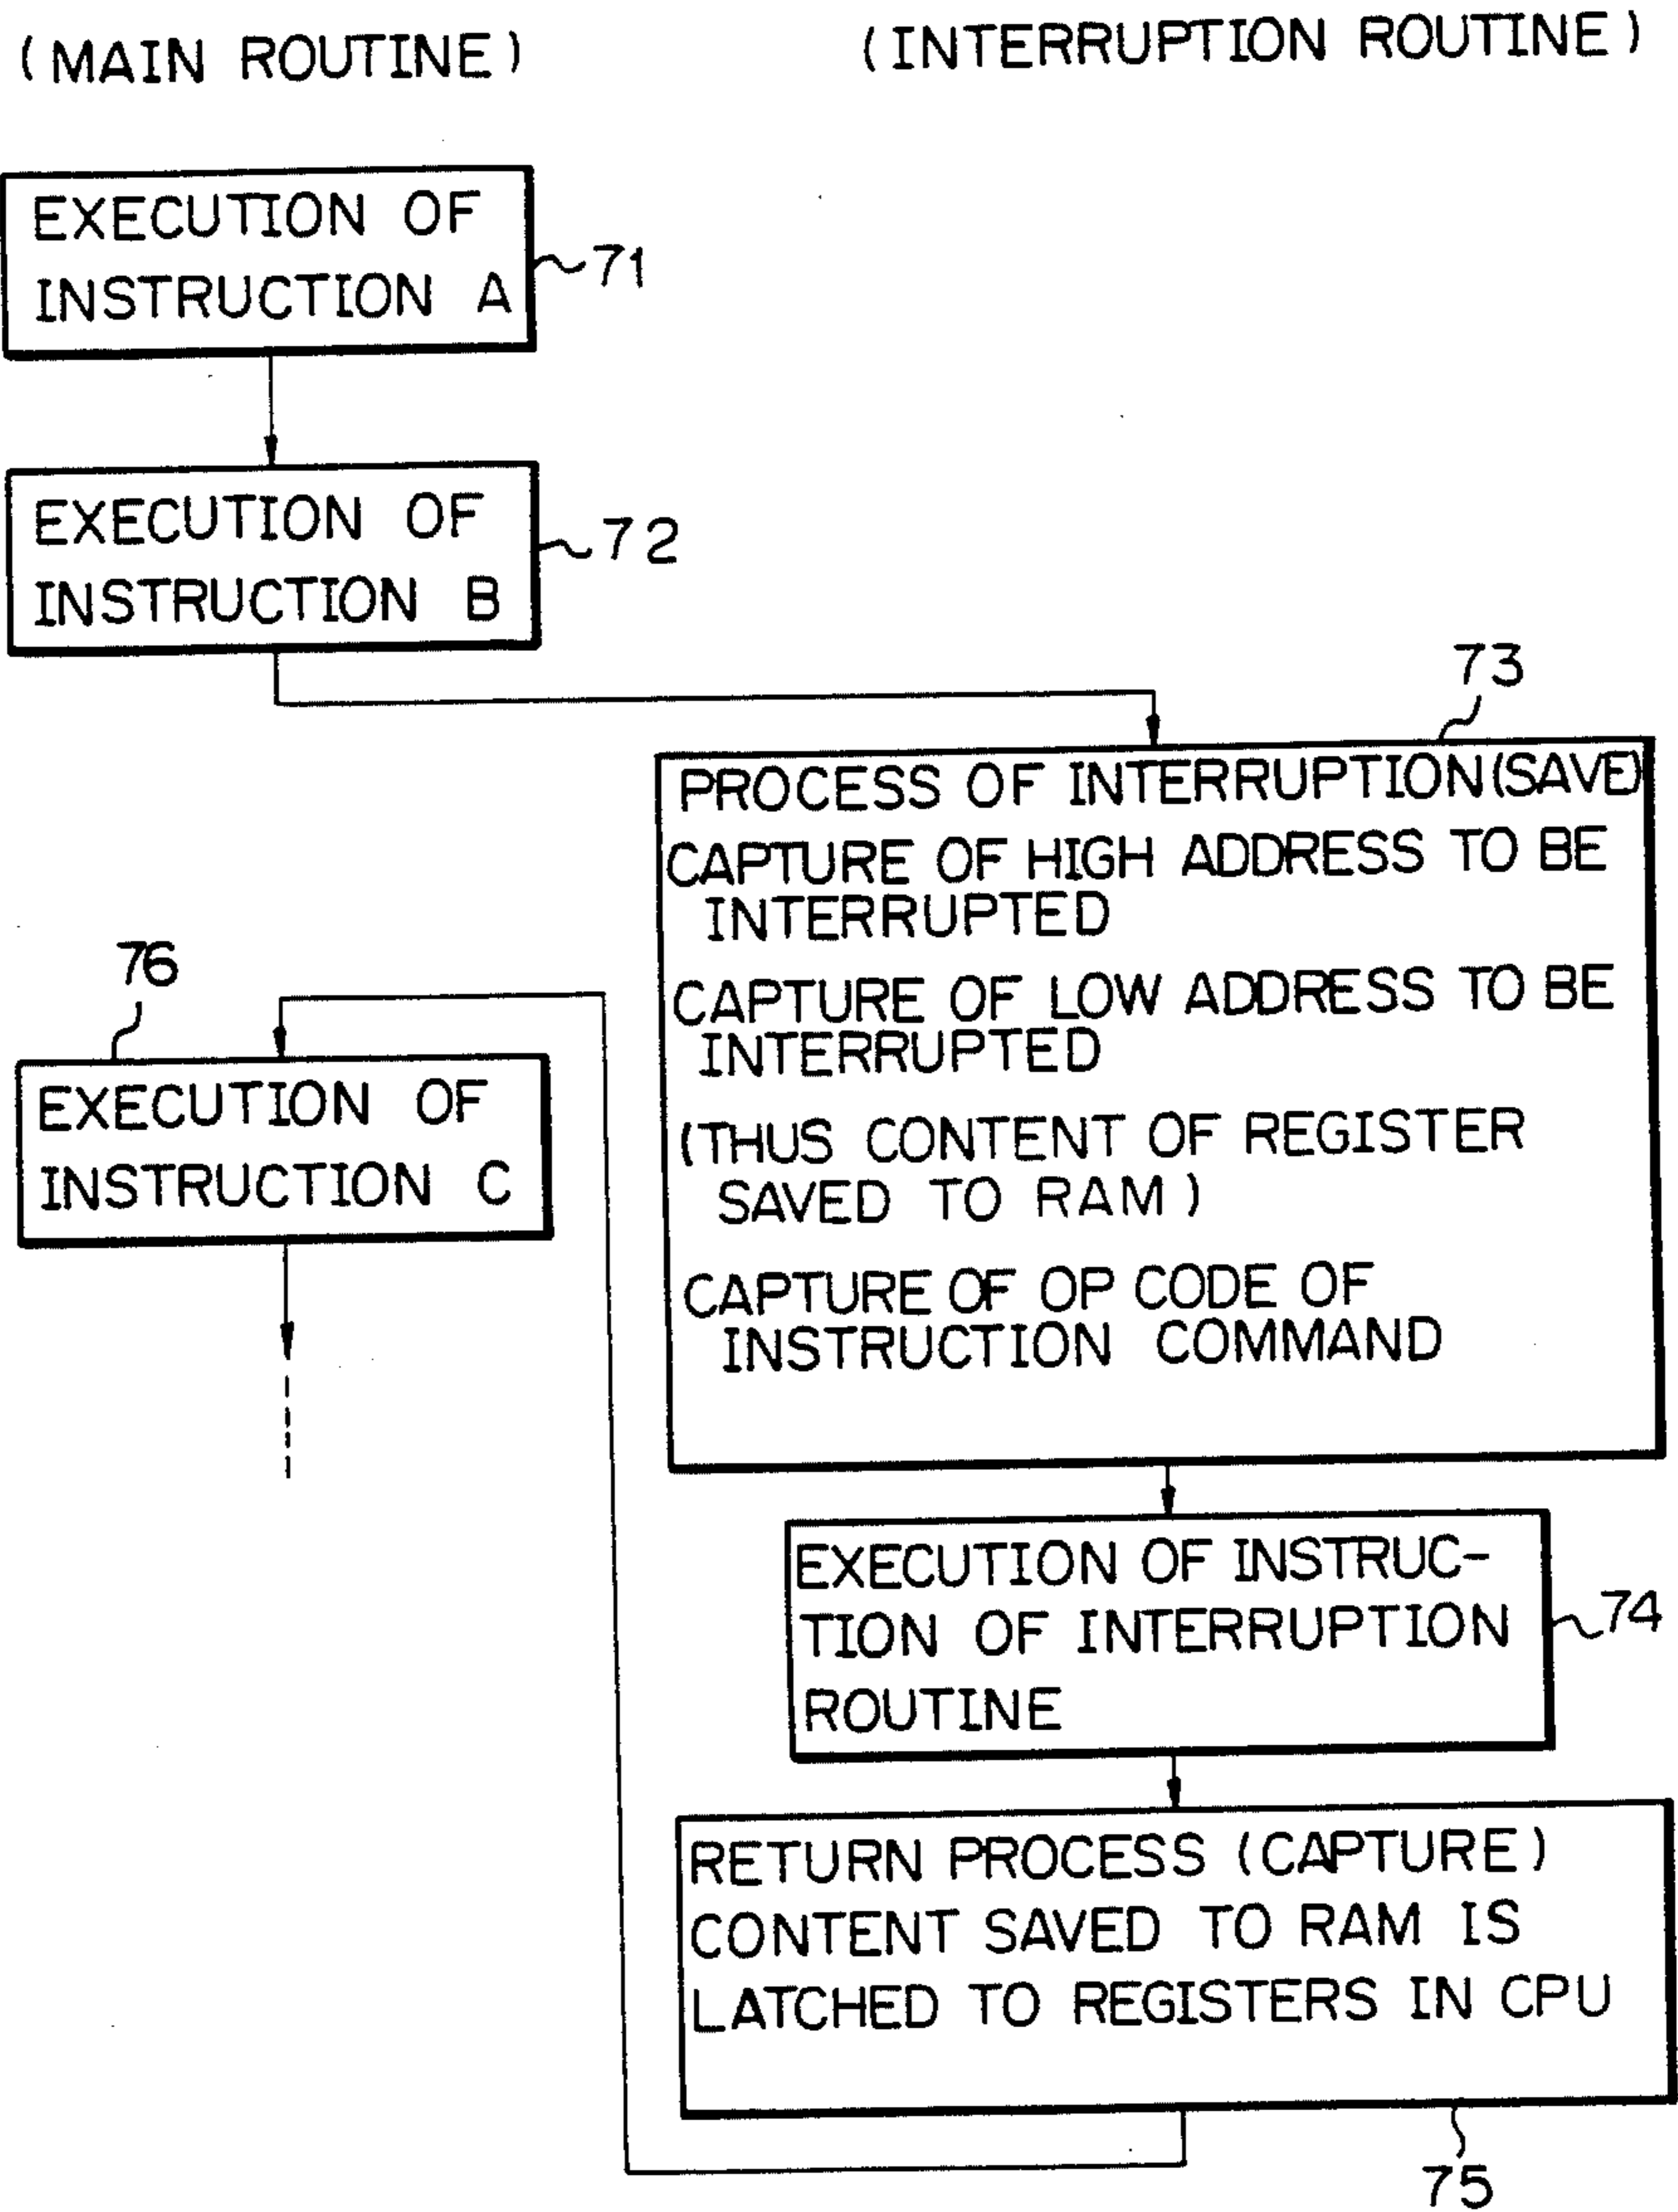 (MAIN ROUTINE)
(INTERRUPTION ROUTINE)
EXECUTION OF
INSTRUCTION A
71
EXECUTION OF
INSTRUCTION B
72
73
PROCESS OF INTERRUPTION(SAVE)
CAPTURE OF HIGH ADDRESS TO BE
INTERRUPTED
CAPTURE OF LOW ADDRESS TO BE
INTERRUPTED
(THUS CONTENT OF REGISTER
SAVED TO RAM)
CAPTURE OF OP CODE OF
INSTRUCTION COMMAND
EXECUTION OF INSTRUC-
TION OF INTERRUPTION
ROUTINE
74
RETURN PROCESS (CAPTURE)
CONTENT SAVED TO RAM IS
LATCHED TO REGISTERS IN CPU
75
76
EXECUTION OF
INSTRUCTION C